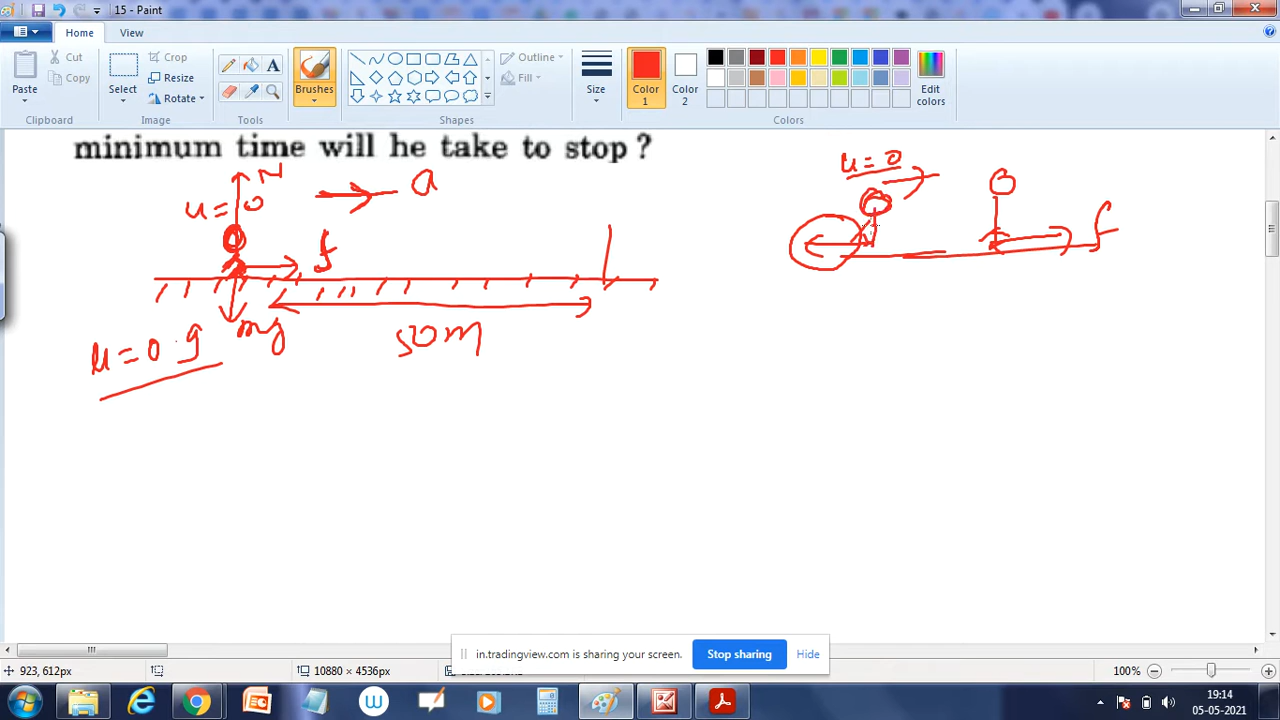 15 - Paint
Home View
Paste Cut Copy
Clipboard
Select Crop Resize Rotate
Image
Tools
Brushes
Outline Fill
Shapes
Size
Color 1
Color 2
Edit colors
Colors
minimum time will he take to stop ?
N
a
u = 0
f
mg
50m
μ = 0.9
u = 0
f
in.tradingview.com is sharing your screen. Stop sharing Hide
923, 612px
10880 × 4536px
100%
19:14
05-05-2021